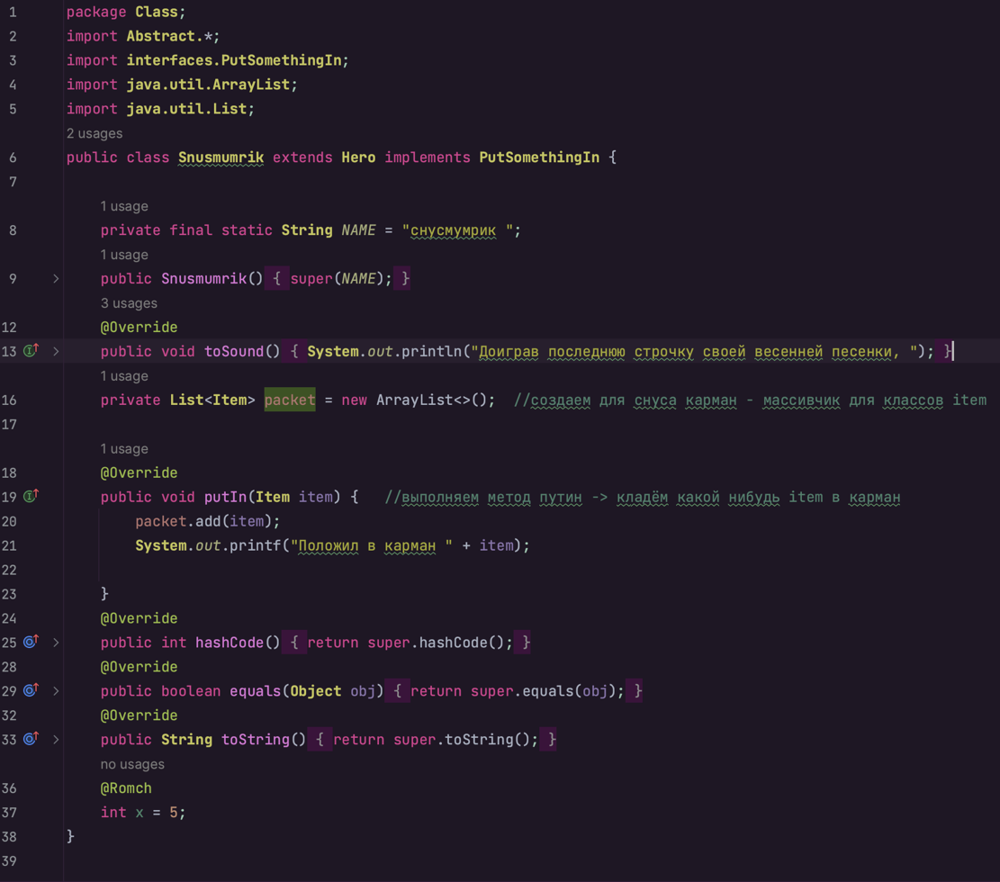 1 package Class;
2 import Abstract.*;
3 import interfaces.PutSomethingIn;
4 import java.util.ArrayList;
5 import java.util.List;
2 usages
6 public class Snusmumrik extends Hero implements PutSomethingIn {
7
1 usage
8 private final static String NAME = "снусмумрик ";
1 usage
9 public Snusmumrik() { super(NAME); }
3 usages
12 @Override
13 public void toSound() { System.out.println("Доиграв последнюю строчку своей весенней песенки, "); }
1 usage
16 private List<Item> packet = new ArrayList<>(); //создаем для снуса карман - массивчик для классов item
17
1 usage
18 @Override
19 public void putIn(Item item) { //выполняем метод путин -> кладём какой нибудь item в карман
20 packet.add(item);
21 System.out.printf("Положил в карман " + item);
22
23 }
24 @Override
25 public int hashCode() { return super.hashCode(); }
28 @Override
29 public boolean equals(Object obj) { return super.equals(obj); }
32 @Override
33 public String toString() { return super.toString(); }
no usages
36 @Romch
37 int x = 5;
38 }
39